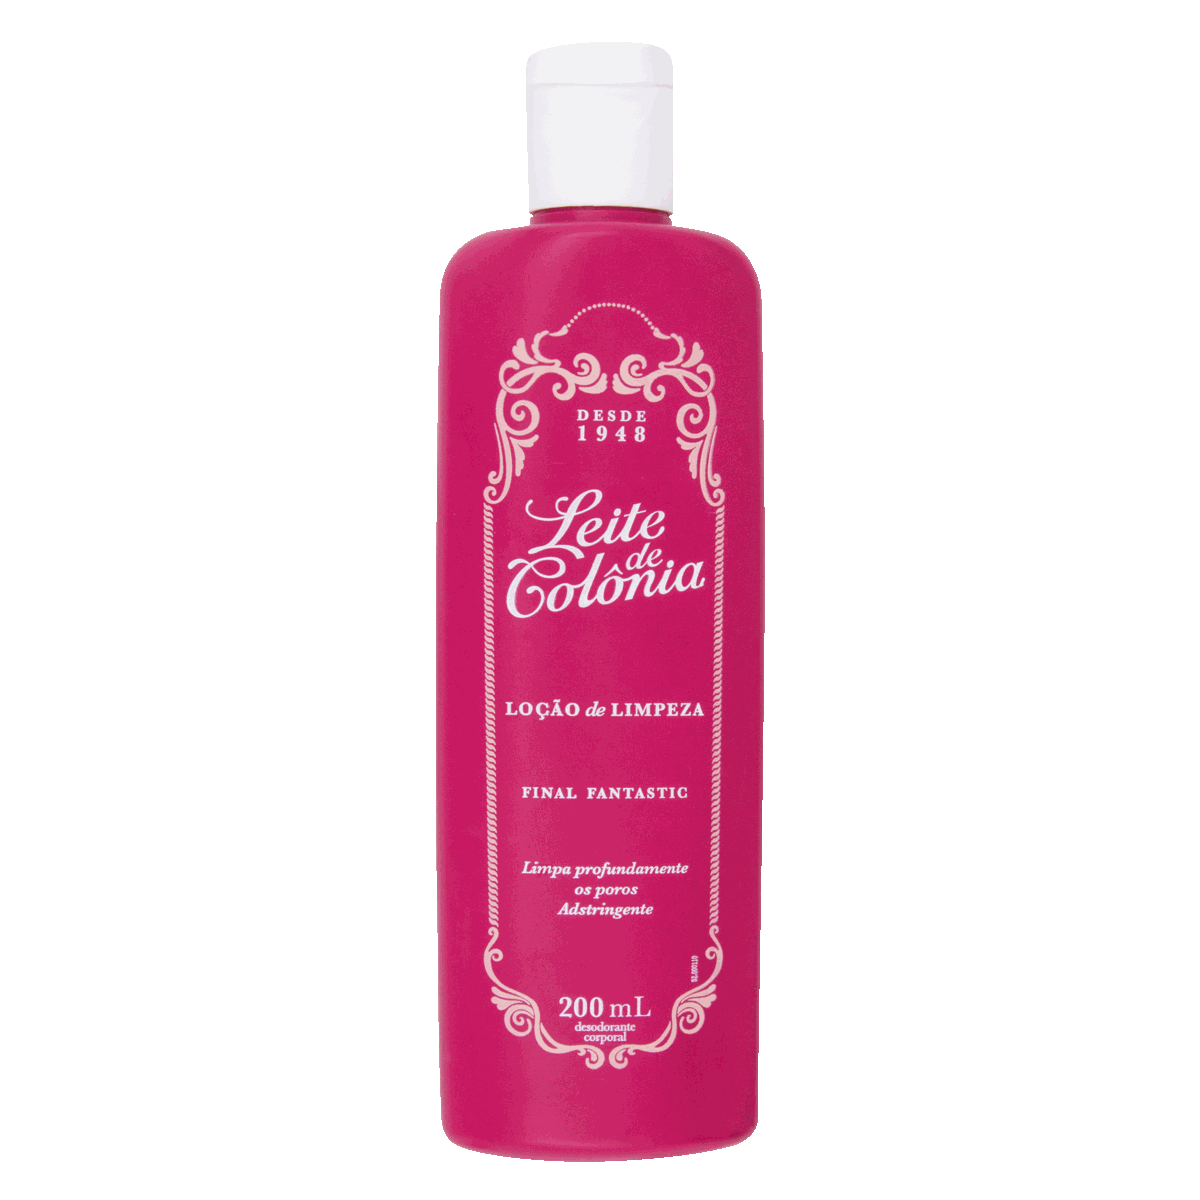 DESDE
1948
Leite
de
Colônia
LOÇÃO de LIMPEZA
FINAL FANTASTIC
Limpa profundamente
os poros
Adstringente
200 mL
desodorante
corporal